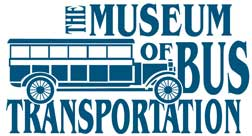 THE MUSEUM
OF BUS
TRANSPORTATION